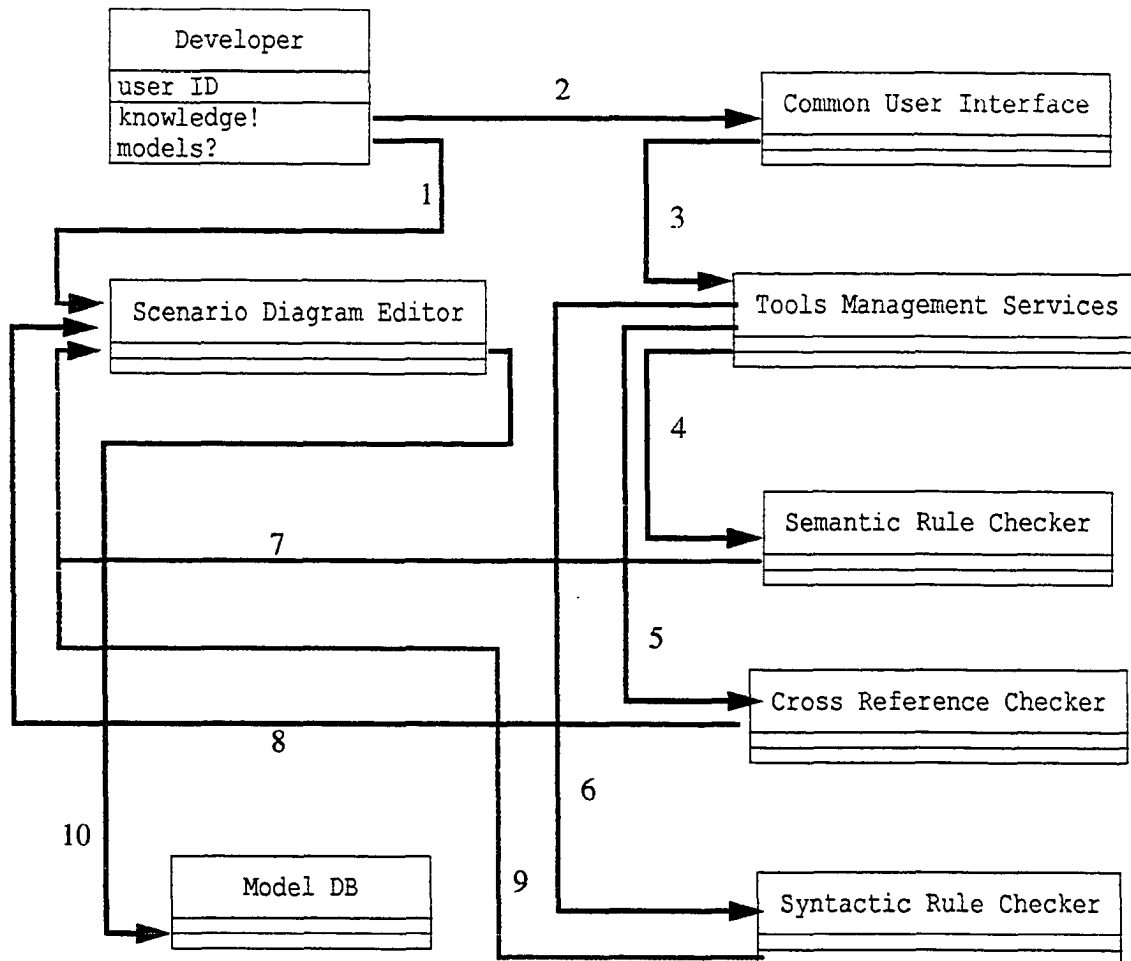 Developer
user ID
knowledge!
models?
2
Common User Interface
1
3
Scenario Diagram Editor
Tools Management Services
4
Semantic Rule Checker
7
5
Cross Reference Checker
8
6
10
Model DB
9
Syntactic Rule Checker